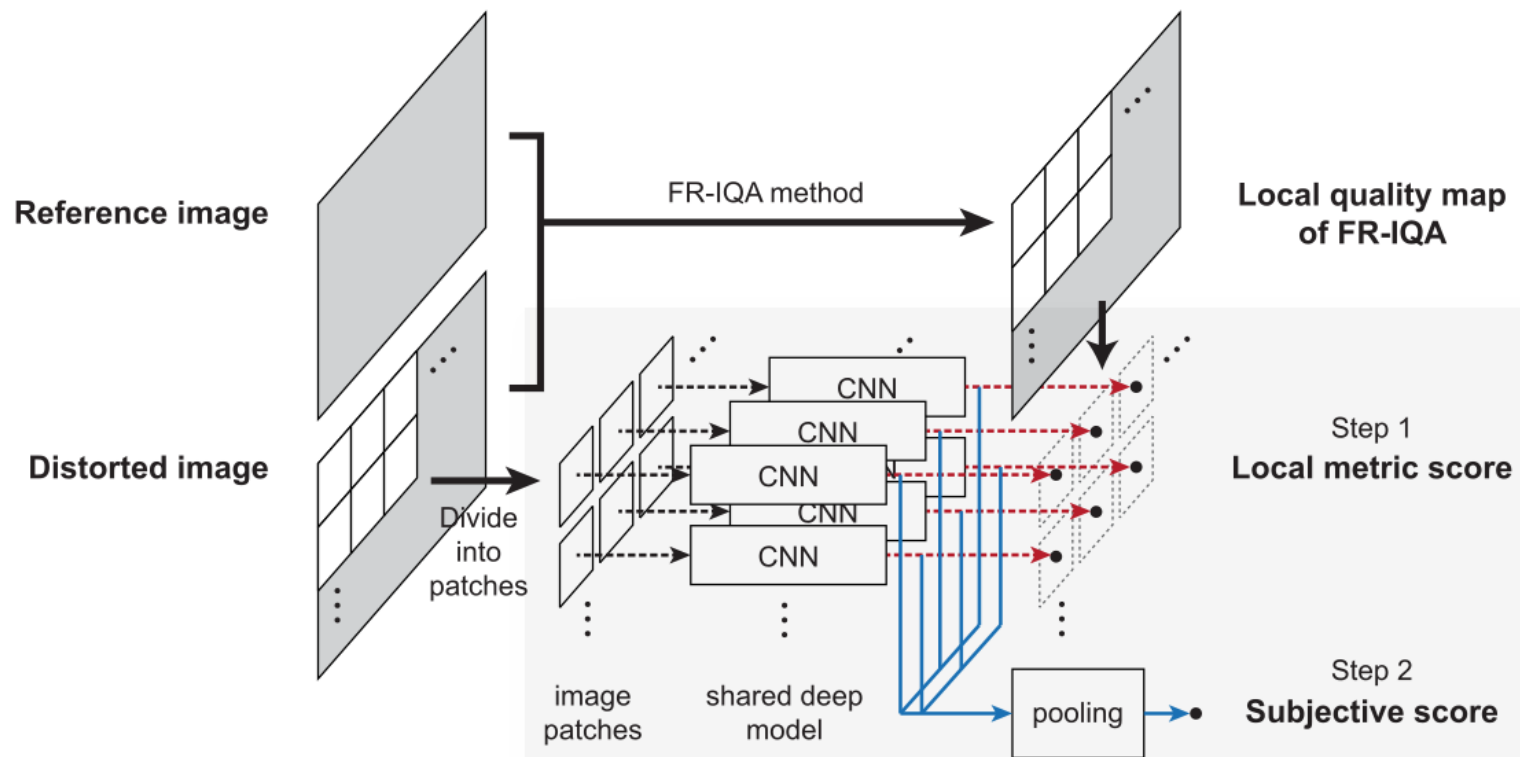 FR-IQA method
Reference image
Local quality map
of FR-IQA
Distorted image
Divide
into
patches
CNN
CNN
CNN
CNN
CNN
Step 1
Local metric score
image
patches
shared deep
model
pooling
Step 2
Subjective score